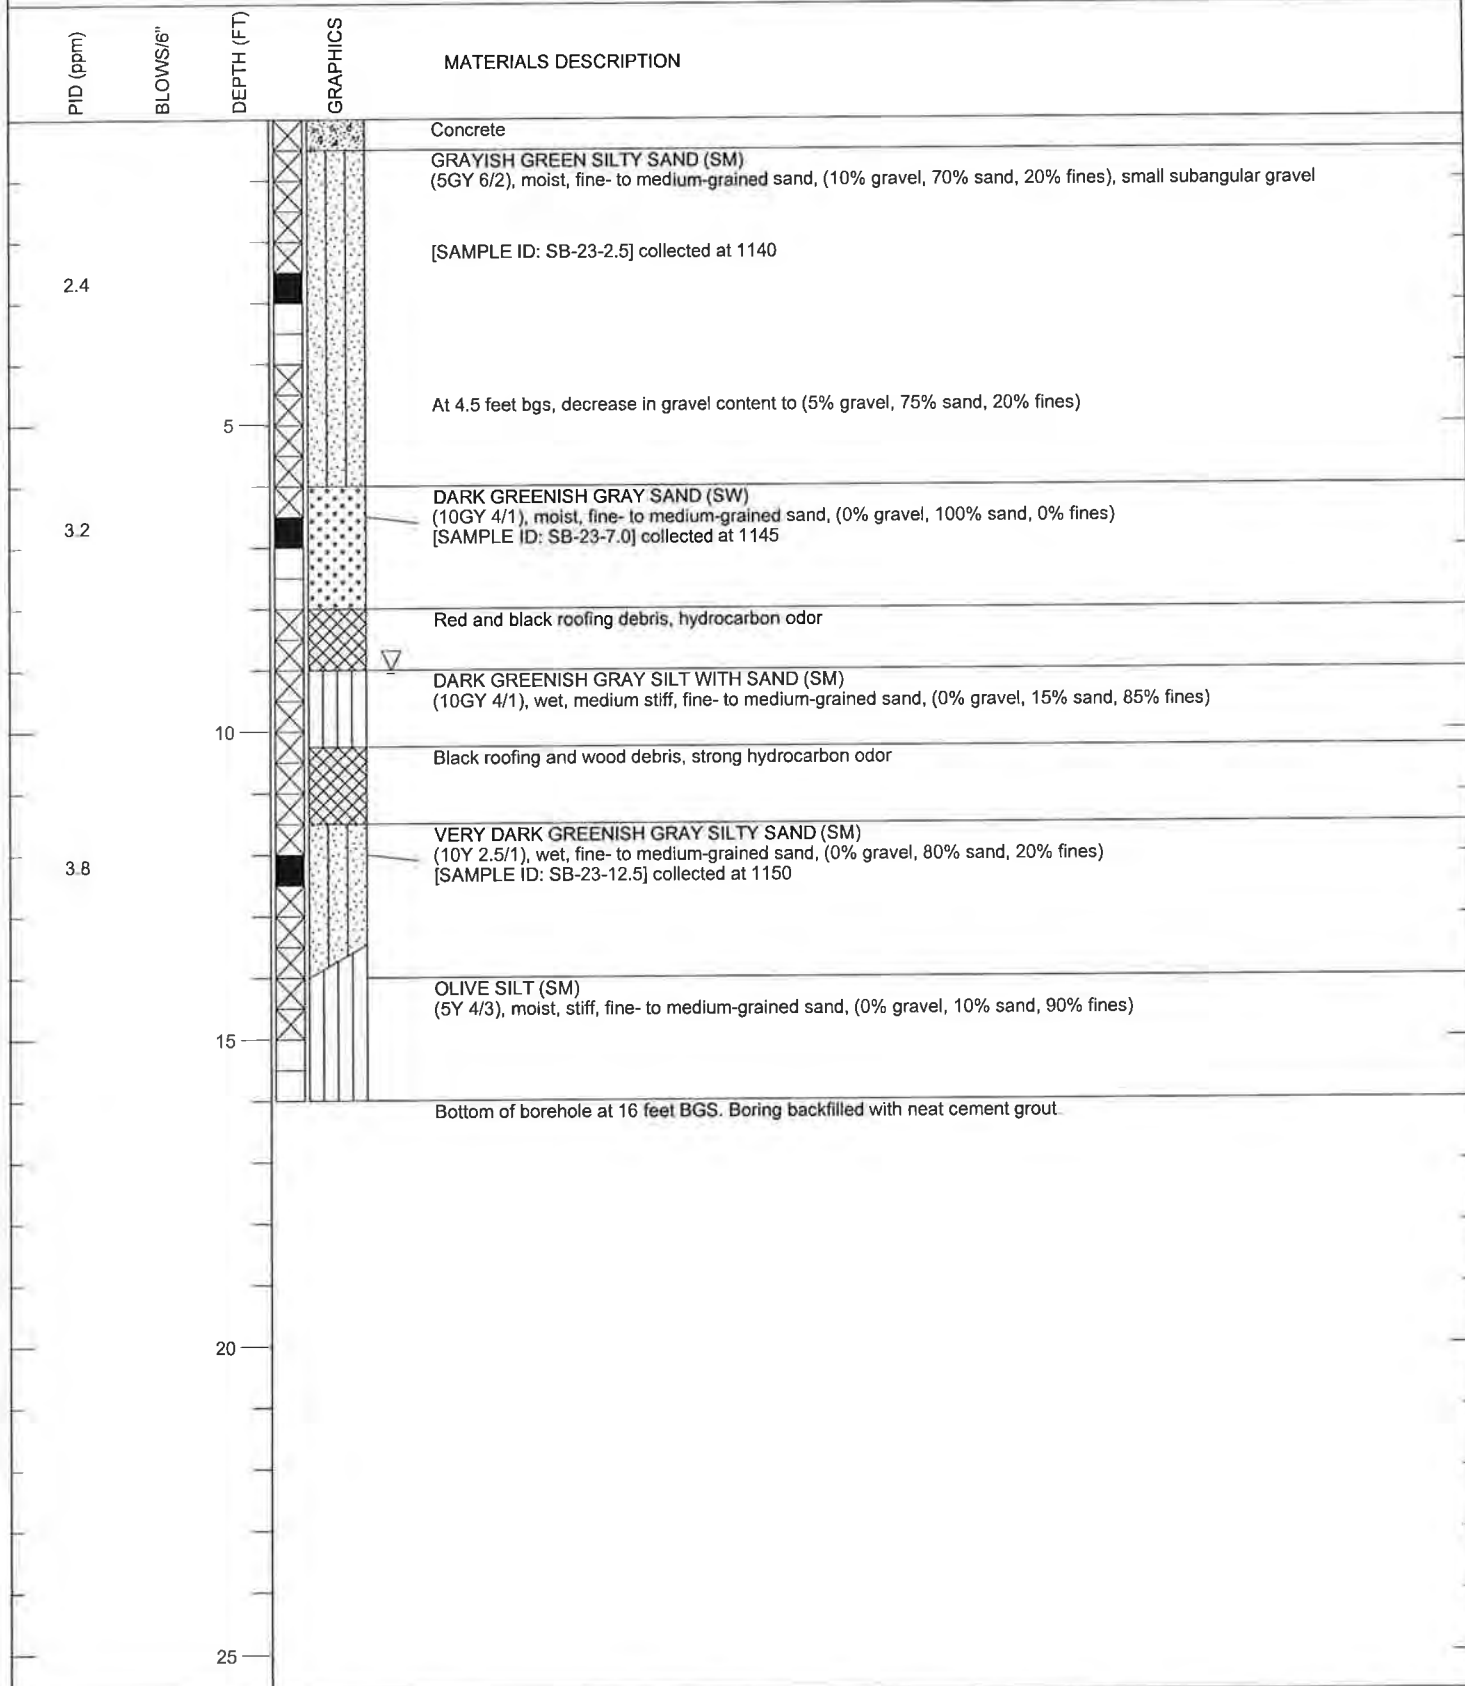 PID (ppm)
BLOWS/6"
DEPTH (FT)
GRAPHICS
MATERIALS DESCRIPTION
Concrete
GRAYISH GREEN SILTY SAND (SM)
(5GY 6/2), moist, fine- to medium-grained sand, (10% gravel, 70% sand, 20% fines), small subangular gravel
[SAMPLE ID: SB-23-2.5] collected at 1140
2.4
At 4.5 feet bgs, decrease in gravel content to (5% gravel, 75% sand, 20% fines)
5
DARK GREENISH GRAY SAND (SW)
(10GY 4/1), moist, fine- to medium-grained sand, (0% gravel, 100% sand, 0% fines)
3.2
[SAMPLE ID: SB-23-7.0] collected at 1145
Red and black roofing debris, hydrocarbon odor
DARK GREENISH GRAY SILT WITH SAND (SM)
(10GY 4/1), wet, medium stiff, fine- to medium-grained sand, (0% gravel, 15% sand, 85% fines)
10
Black roofing and wood debris, strong hydrocarbon odor
VERY DARK GREENISH GRAY SILTY SAND (SM)
(10Y 2.5/1), wet, fine- to medium-grained sand, (0% gravel, 80% sand, 20% fines)
3.8
[SAMPLE ID: SB-23-12.5] collected at 1150
OLIVE SILT (SM)
(5Y 4/3), moist, stiff, fine- to medium-grained sand, (0% gravel, 10% sand, 90% fines)
15
Bottom of borehole at 16 feet BGS. Boring backfilled with neat cement grout.
20
25